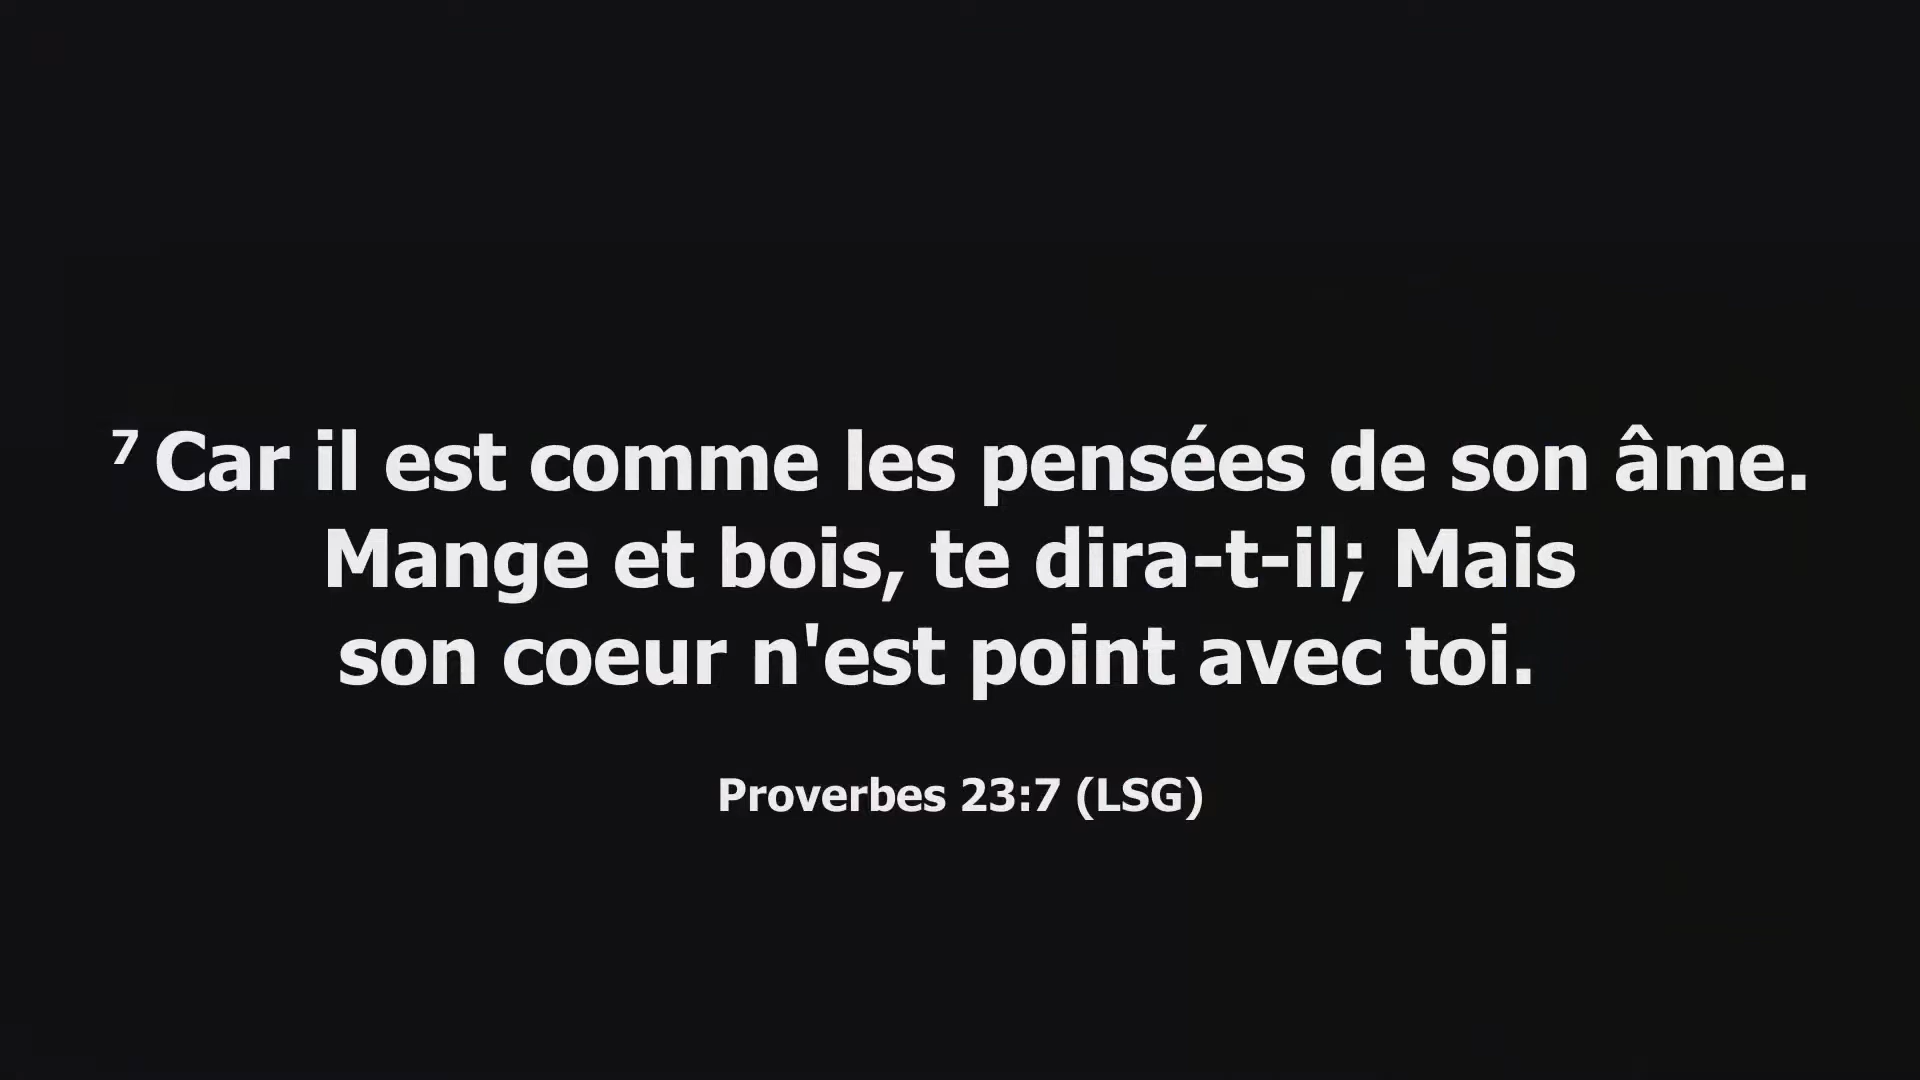 ⁷ Car il est comme les pensées de son âme.
Mange et bois, te dira-t-il; Mais
son coeur n'est point avec toi.
Proverbes 23:7 (LSG)